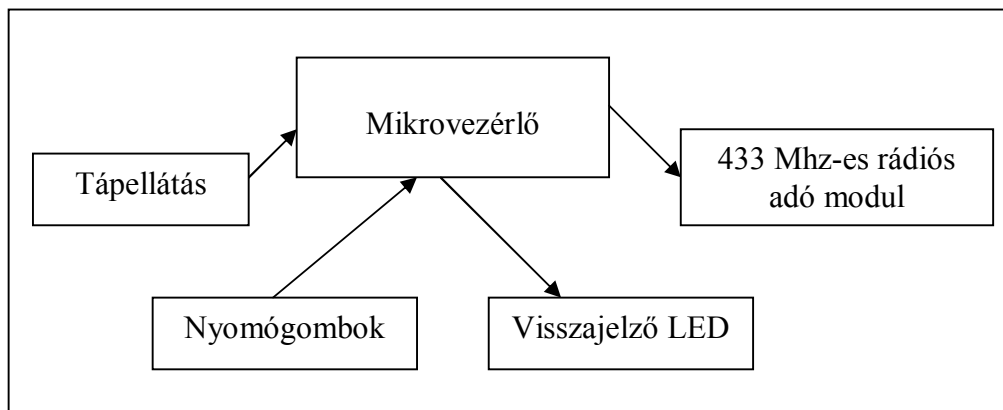 Mikrovezérlő
Tápellátás
433 Mhz-es rádiós
adó modul
Nyomógombok
Visszajelző LED